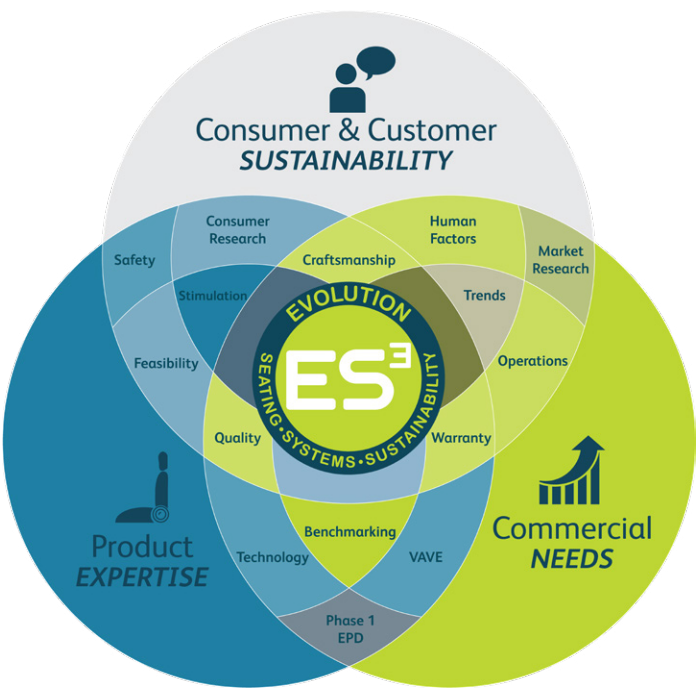 Consumer & Customer
SUSTAINABILITY
Consumer
Research
Human
Factors
Safety
Craftsmanship
Market
Research
Stimulation
Trends
EVOLUTION
ES³
SEATING•SYSTEMS•SUSTAINABILITY
Feasibility
Operations
Quality
Warranty
Product
EXPERTISE
Commercial
NEEDS
Benchmarking
Technology
VAVE
Phase 1
EPD